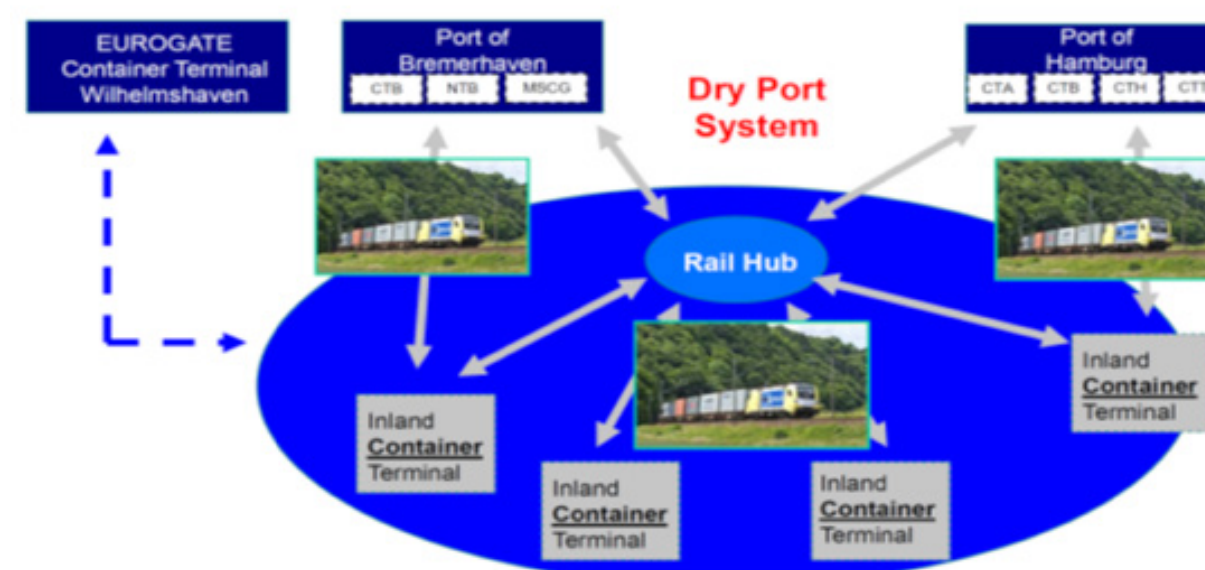 EUROGATE
Container Terminal
Wilhelmshaven
Port of
Bremerhaven
CTB NTB MSCG
Dry Port
System
Port of
Hamburg
CTA CTB CTH CTT
Rail Hub
Inland
Container
Terminal
Inland
Container
Terminal
Inland
Container
Terminal
Inland
Container
Terminal